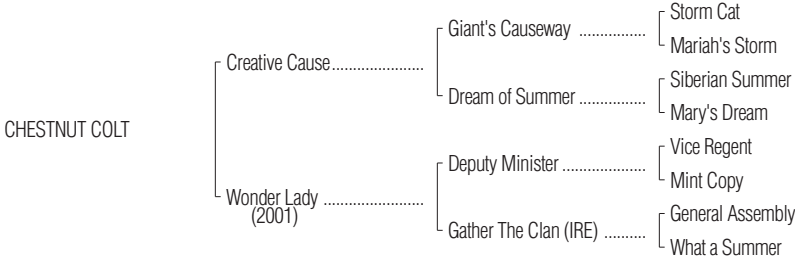 Storm Cat
Giant's Causeway ................
Mariah's Storm
Creative Cause......................
Siberian Summer
Dream of Summer ................
Mary's Dream
CHESTNUT COLT
Vice Regent
Deputy Minister ....................
Mint Copy
Wonder Lady ........................
(2001)
General Assembly
Gather The Clan (IRE) ..........
What a Summer